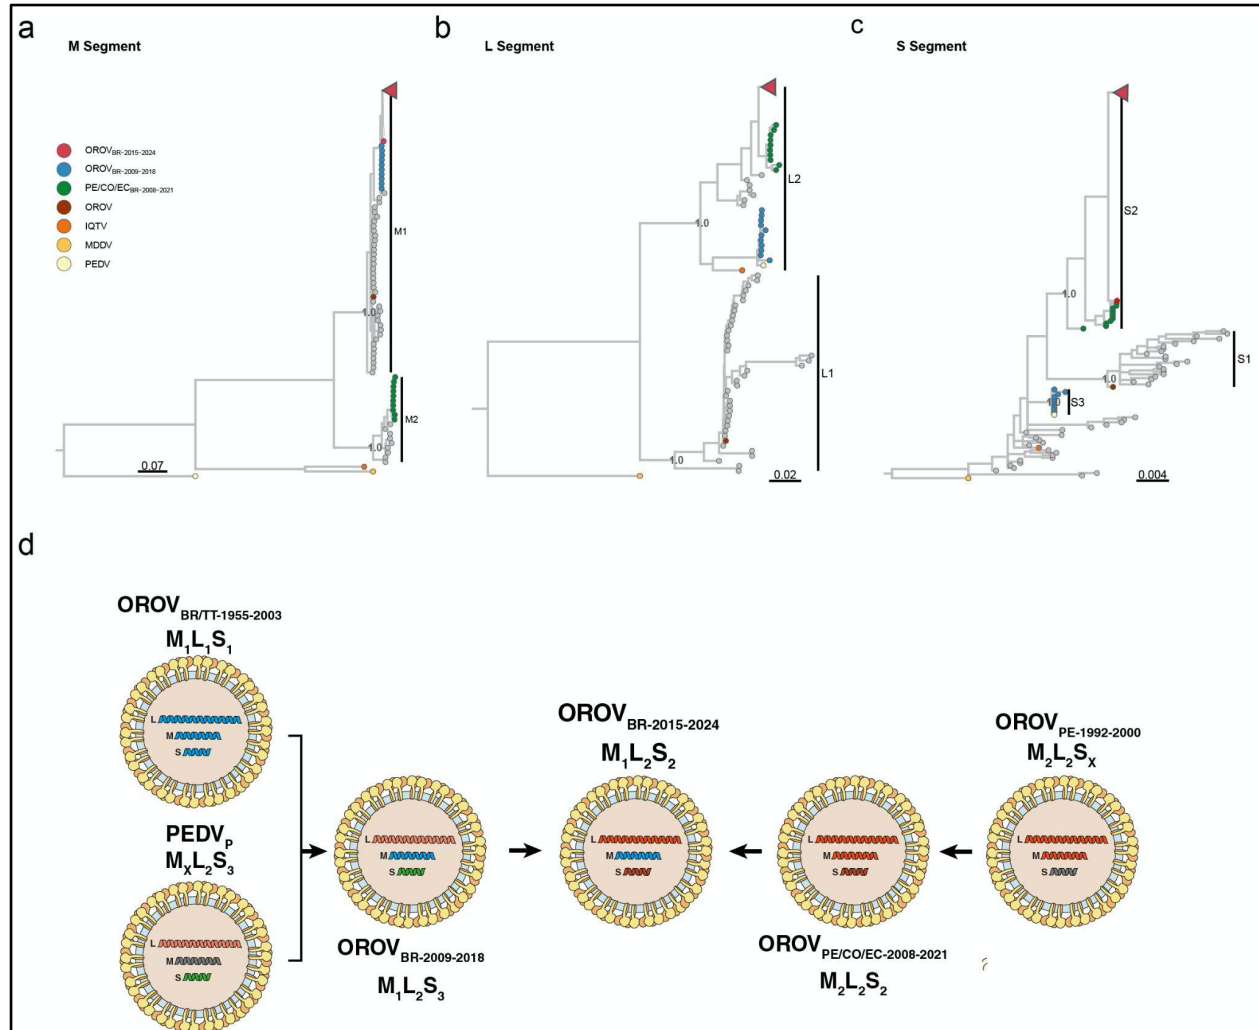 a
M Segment
b
L Segment
c
S Segment
OROV BR-2015-2024
OROV BR-2009-2018
PE/CO/EC BR-2008-2021
OROV
IQTV
MDDV
PEDV
M1
1.0
M2
1.0
0.07
L2
1.0
L1
1.0
0.02
S2
1.0
S1
1.0
S3
1.0
0.004
d
OROV BR/TT-1955-2003
M1L1S1
L
M
S
PEDV P
MXL2S3
L
M
S
L
M
S
OROV BR-2009-2018
M1L2S3
OROV BR-2015-2024
M1L2S2
L
M
S
L
M
S
OROV PE/CO/EC-2008-2021
M2L2S2
OROV PE-1992-2000
M2L2SX
L
M
S